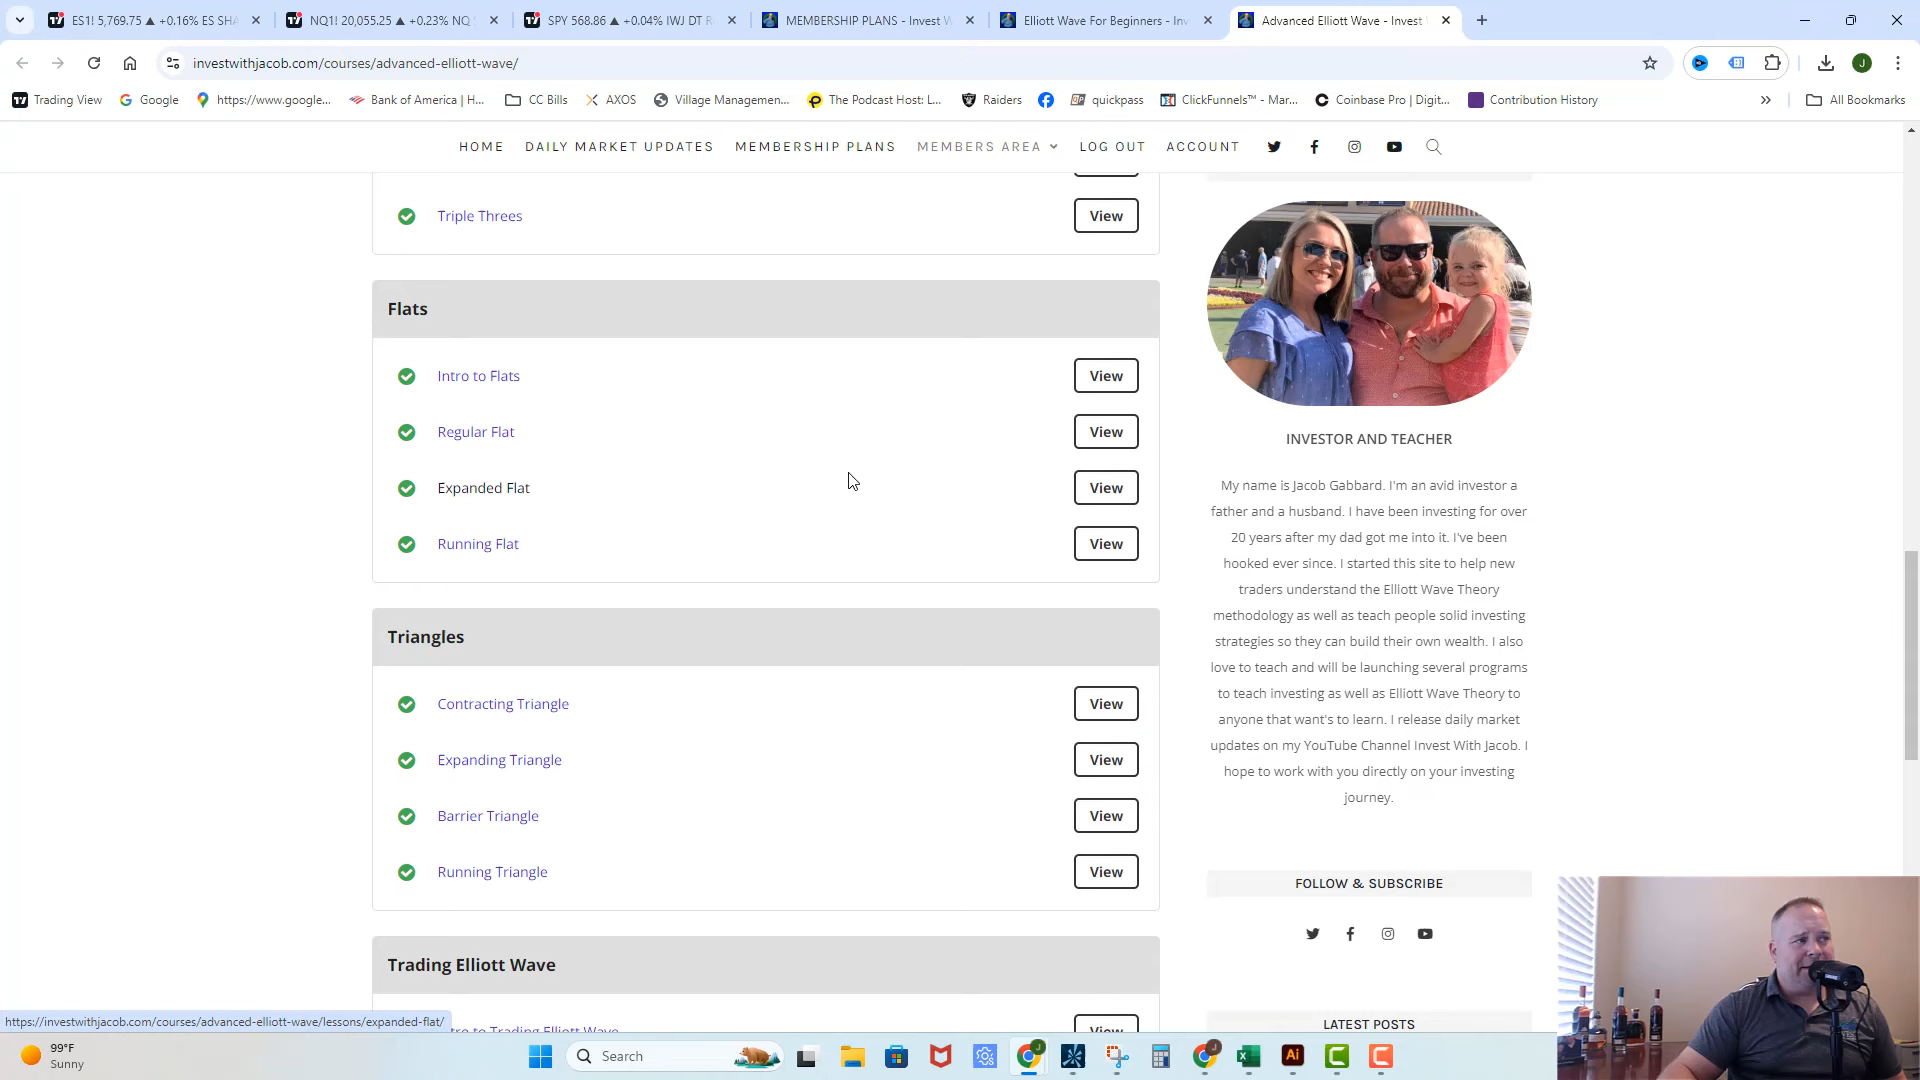 ES1! 5,769.75 ▲ +0.16% ES SHA
NQ1! 20,055.25 ▲ +0.23% NQ
SPY 568.86 ▲ +0.04% IWJ DT R
MEMBERSHIP PLANS - Invest W
Elliott Wave For Beginners - Inv
Advanced Elliott Wave - Invest
investwithjacob.com/courses/advanced-elliott-wave/
Trading View
Google
https://www.google...
Bank of America | H...
CC Bills
AXOS
Village Managemen...
The Podcast Host: L...
Raiders
quickpass
ClickFunnels™ - Mar...
Coinbase Pro | Digit...
Contribution History
All Bookmarks
HOME
DAILY MARKET UPDATES
MEMBERSHIP PLANS
MEMBERS AREA
LOG OUT
ACCOUNT
Triple Threes
View
Flats
Intro to Flats
View
Regular Flat
View
Expanded Flat
View
Running Flat
View
Triangles
Contracting Triangle
View
Expanding Triangle
View
Barrier Triangle
View
Running Triangle
View
Trading Elliott Wave
tro to Trading Elliott Wave
View
INVESTOR AND TEACHER
My name is Jacob Gabbard. I'm an avid investor a
father and a husband. I have been investing for over
20 years after my dad got me into it. I've been
hooked ever since. I started this site to help new
traders understand the Elliott Wave Theory
methodology as well as teach people solid investing
strategies so they can build their own wealth. I also
love to teach and will be launching several programs
to teach investing as well as Elliott Wave Theory to
anyone that want's to learn. I release daily market
updates on my YouTube Channel Invest With Jacob. I
hope to work with you directly on your investing
journey.
FOLLOW & SUBSCRIBE
LATEST POSTS
https://investwithjacob.com/courses/advanced-elliott-wave/lessons/expanded-flat/
99°F
Sunny
Search